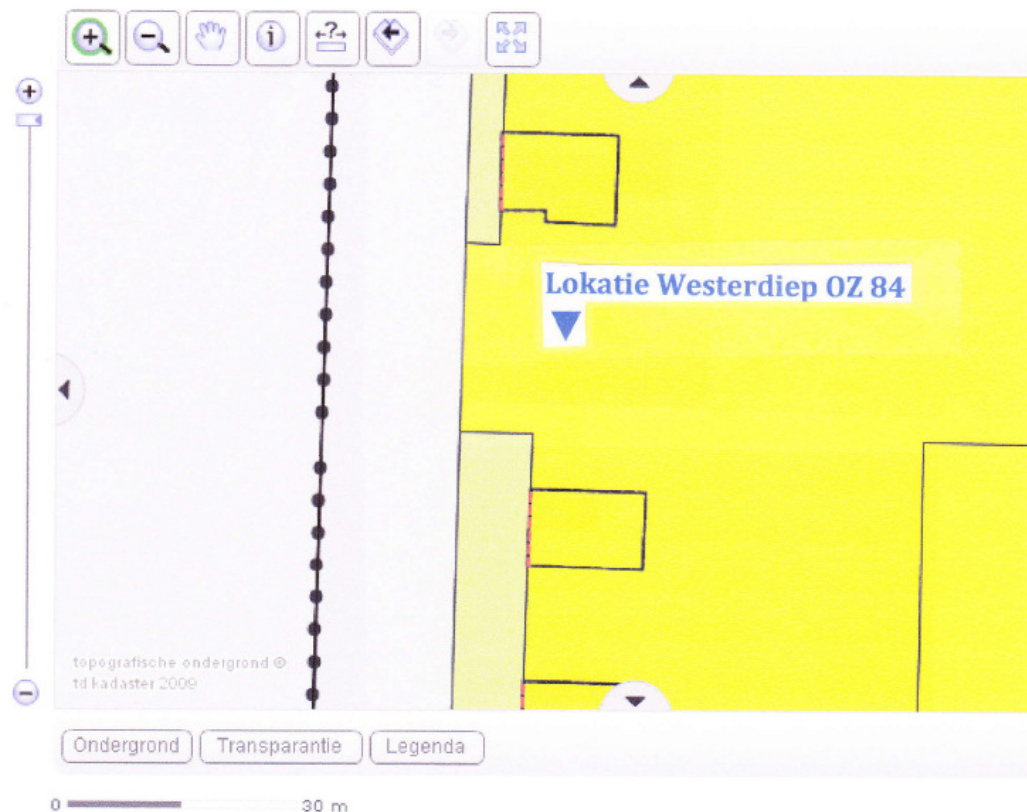 Lokatie Westerdiep OZ 84
topografische ondergrond ©
td kadaster 2009
Ondergrond Transparantie Legenda
0 30 m